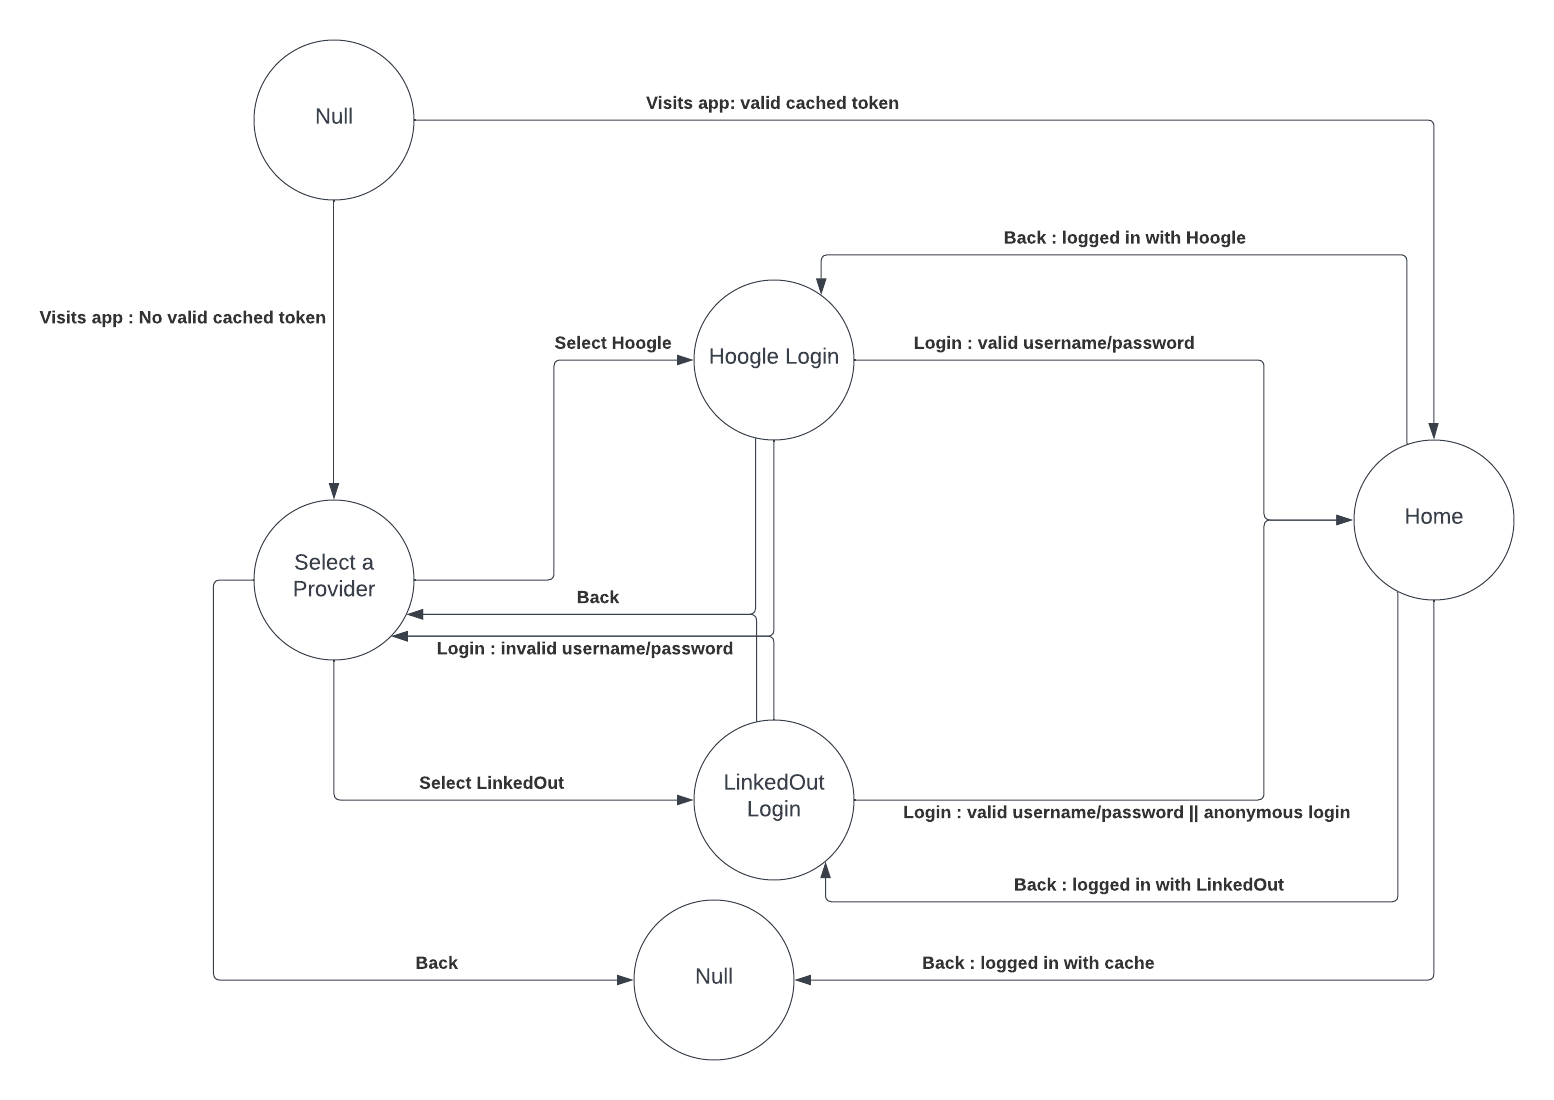 Visits app: valid cached token
Null
Back : logged in with Hoogle
Visits app : No valid cached token
Select Hoogle
Login : valid username/password
Hoogle Login
Home
Select a
Provider
Back
Login : invalid username/password
Select LinkedOut
LinkedOut
Login
Login : valid username/password || anonymous login
Back : logged in with LinkedOut
Back
Back : logged in with cache
Null